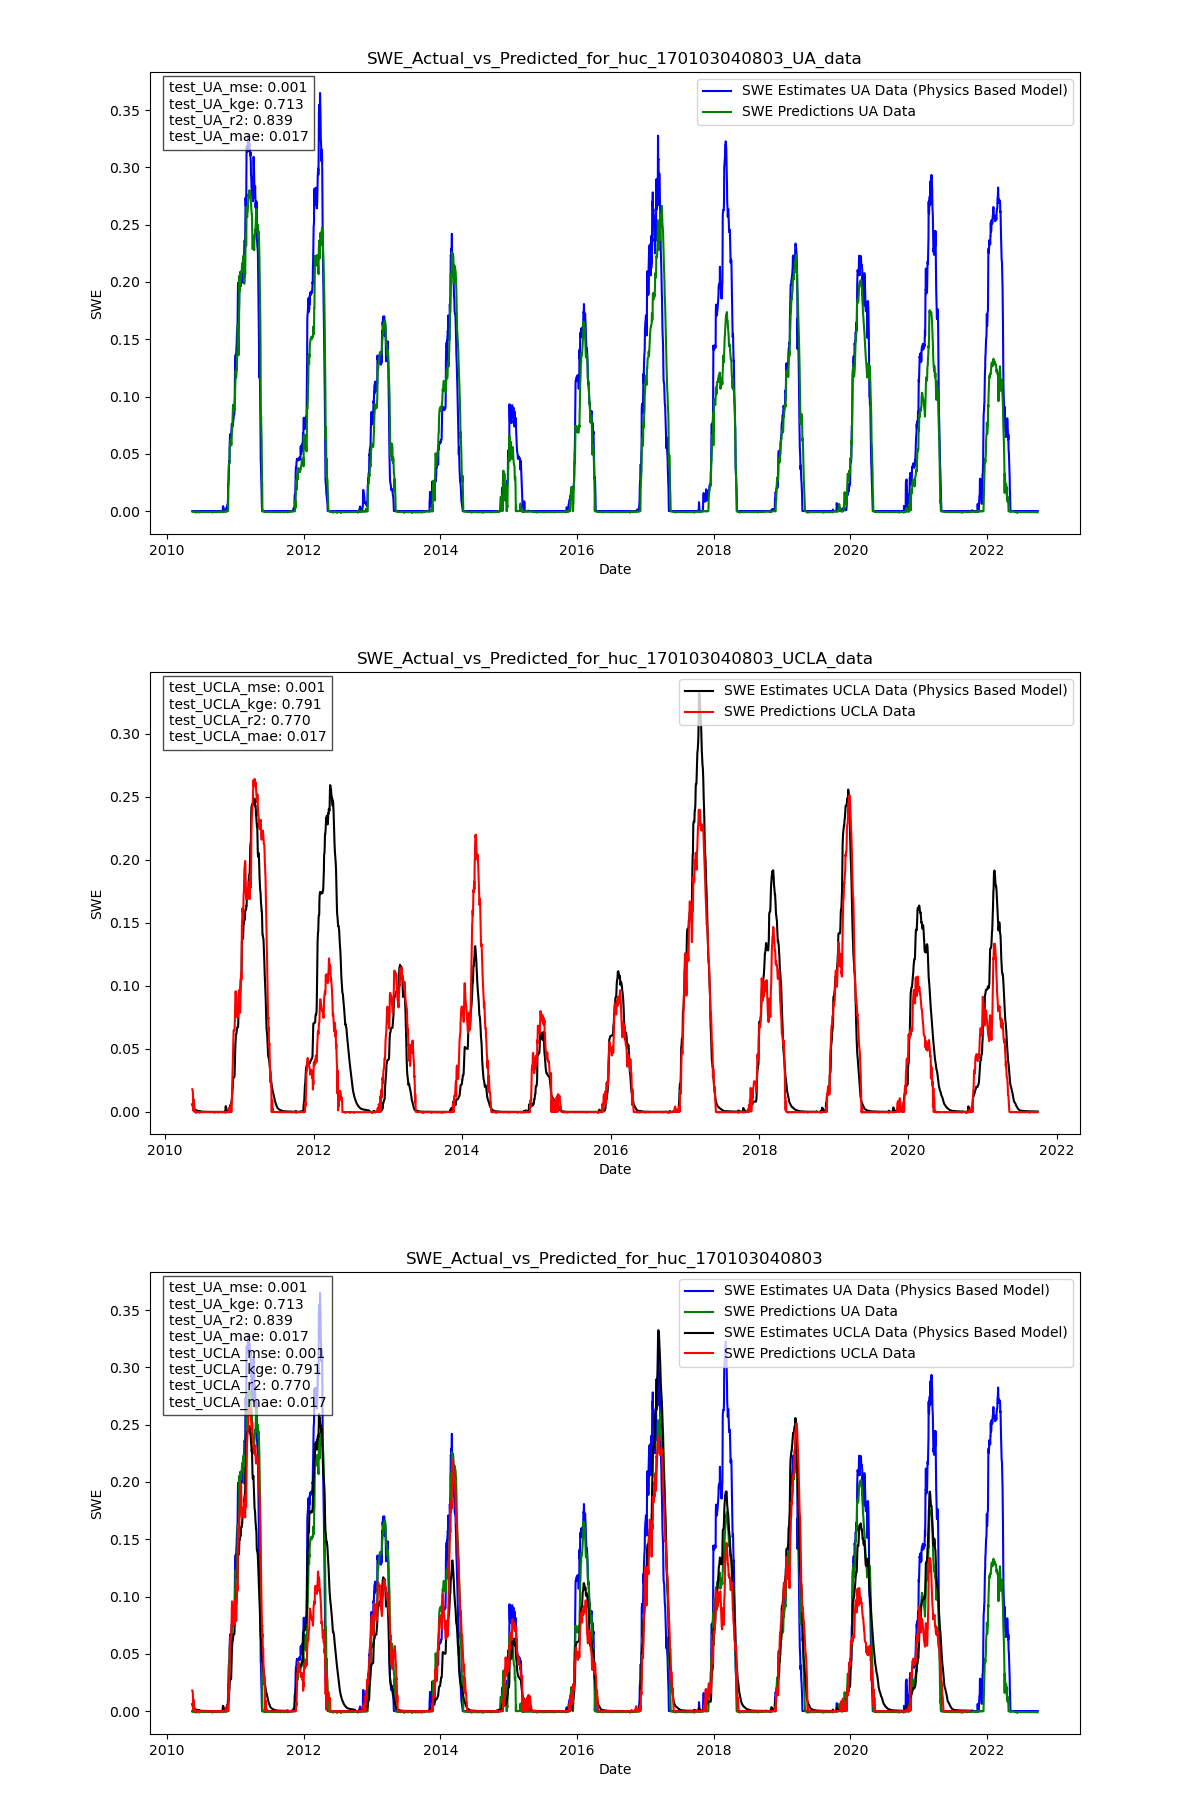 SWE_Actual_vs_Predicted_for_huc_170103040803_UA_data
test_UA_mse: 0.001
test_UA_kge: 0.713
test_UA_r2: 0.839
test_UA_mae: 0.017
SWE Estimates UA Data (Physics Based Model)
SWE Predictions UA Data
0.35
0.30
0.25
0.20
0.15
0.10
0.05
0.00
SWE
2010
2012
2014
2016
2018
2020
2022
Date
SWE_Actual_vs_Predicted_for_huc_170103040803_UCLA_data
test_UCLA_mse: 0.001
test_UCLA_kge: 0.791
test_UCLA_r2: 0.770
test_UCLA_mae: 0.017
SWE Estimates UCLA Data (Physics Based Model)
SWE Predictions UCLA Data
0.30
0.25
0.20
0.15
0.10
0.05
0.00
SWE
2010
2012
2014
2016
2018
2020
2022
Date
SWE_Actual_vs_Predicted_for_huc_170103040803
test_UA_mse: 0.001
test_UA_kge: 0.713
test_UA_r2: 0.839
test_UA_mae: 0.017
test_UCLA_mse: 0.001
test_UCLA_kge: 0.791
test_UCLA_r2: 0.770
test_UCLA_mae: 0.017
SWE Estimates UA Data (Physics Based Model)
SWE Predictions UA Data
SWE Estimates UCLA Data (Physics Based Model)
SWE Predictions UCLA Data
0.35
0.30
0.25
0.20
0.15
0.10
0.05
0.00
SWE
2010
2012
2014
2016
2018
2020
2022
Date